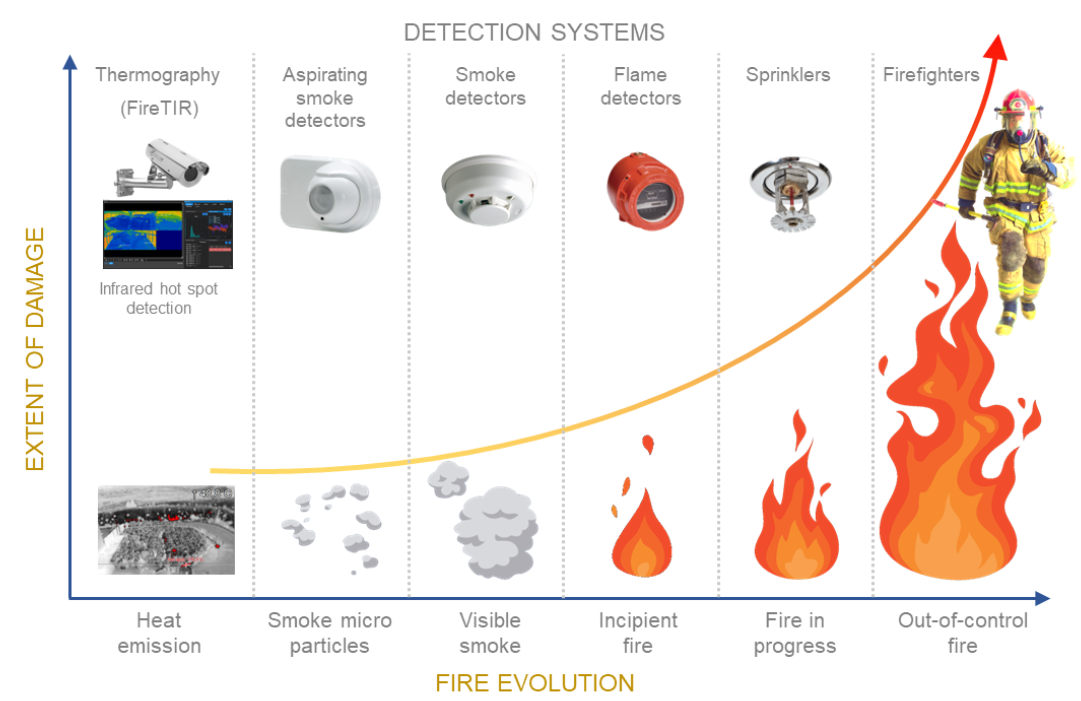 DETECTION SYSTEMS
Thermography
(FireTIR)
Aspirating
smoke
detectors
Smoke
detectors
Flame
detectors
Sprinklers
Firefighters
Infrared hot spot
detection
EXTENT OF DAMAGE
Heat
emission
Smoke micro
particles
Visible
smoke
Incipient
fire
Fire in
progress
Out-of-control
fire
FIRE EVOLUTION